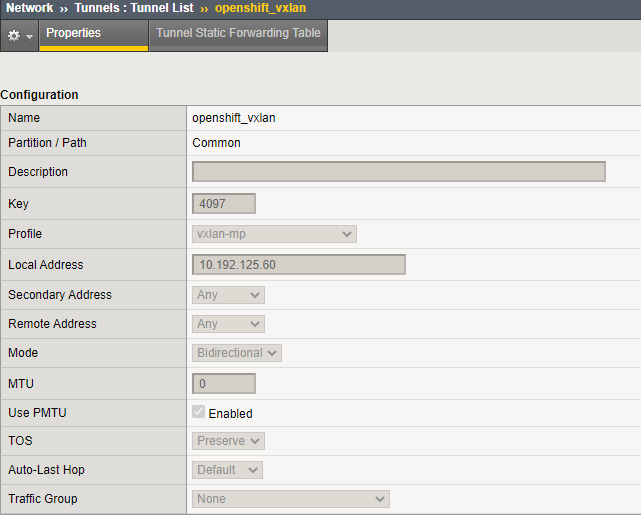 Network ›› Tunnels : Tunnel List ›› openshift_vxlan
Properties Tunnel Static Forwarding Table
Configuration
Name openshift_vxlan
Partition / Path Common
Description
Key 4097
Profile vxlan-mp
Local Address 10.192.125.60
Secondary Address Any
Remote Address Any
Mode Bidirectional
MTU 0
Use PMTU Enabled
TOS Preserve
Auto-Last Hop Default
Traffic Group None